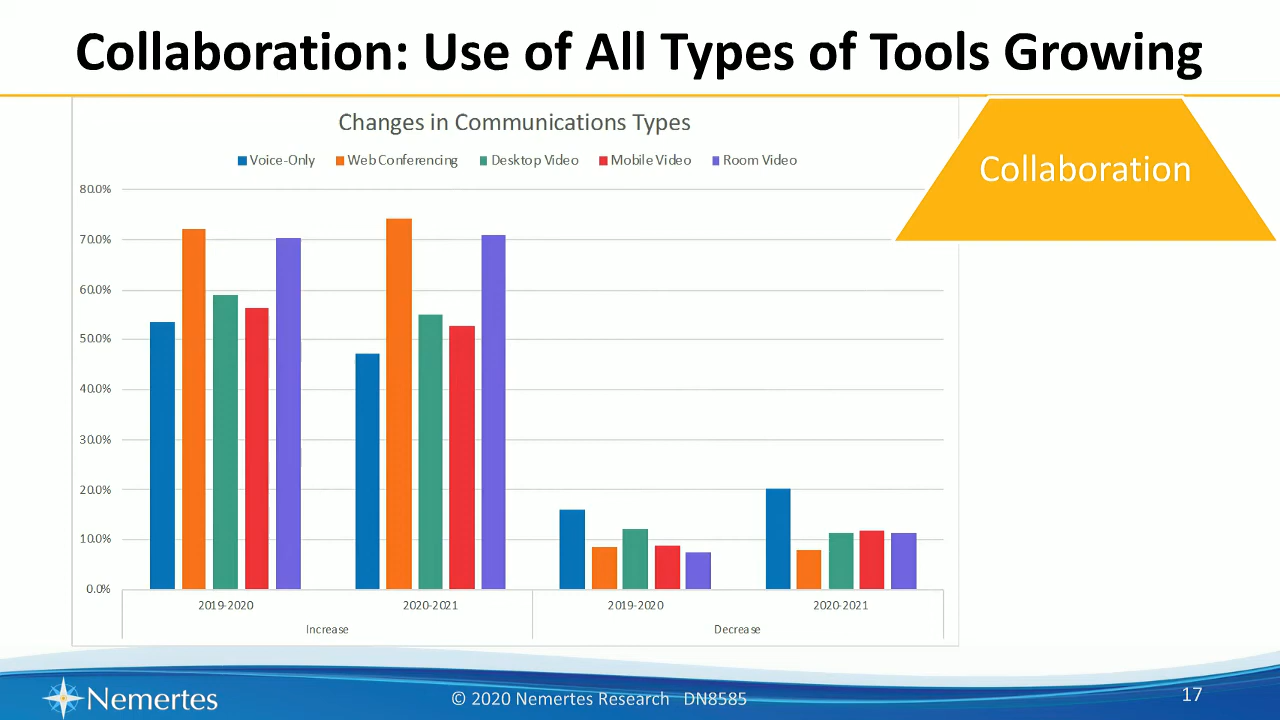 Collaboration: Use of All Types of Tools Growing
Changes in Communications Types
Voice-Only Web Conferencing Desktop Video Mobile Video Room Video
Collaboration
80.0%
70.0%
60.0%
50.0%
40.0%
30.0%
20.0%
10.0%
0.0%
2019-2020 2020-2021 2019-2020 2020-2021
Increase Decrease
Nemertes
© 2020 Nemertes Research DN8585
17